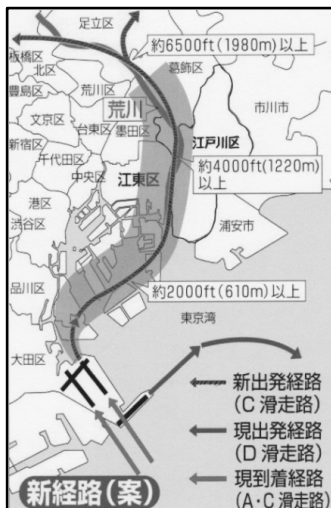 足立区
約6500ft(1980m)以上
板橋区
北区
荒川区
葛飾区
豊島区
荒川
市川市
文京区
台東区
墨田区
江戸川区
新宿区
千代田区
約4000ft(1220m)
以上
中央区
江東区
港区
渋谷区
浦安市
品川区
約2000ft(610m)以上
東京湾
大田区
新出発経路
(C滑走路)
現出発経路
(D滑走路)
現到着経路
(A・C滑走路)
新経路(案)